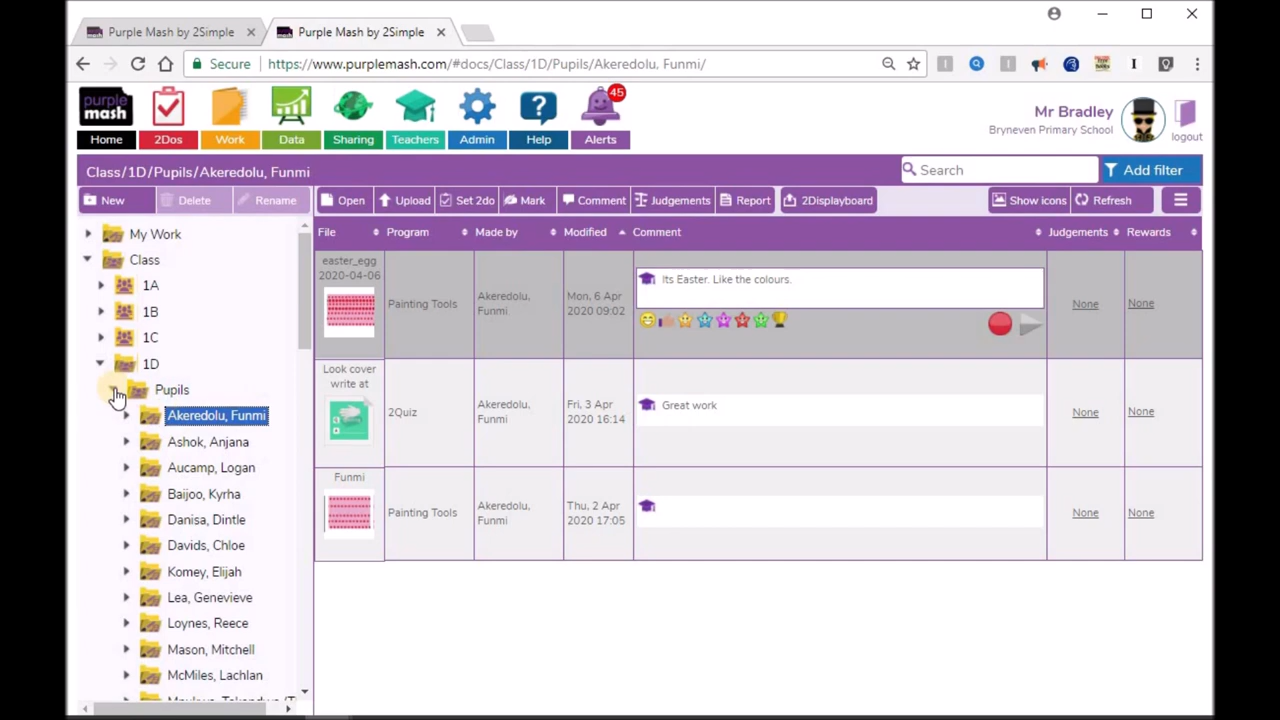 Purple Mash by 2Simple
Purple Mash by 2Simple
Secure
https://www.purplemash.com/#docs/Class/1D/Pupils/Akeredolu, Funmi/
purple
mash
45
Home
2Dos
Work
Data
Sharing
Teachers
Admin
Help
Alerts
Mr Bradley
Bryneven Primary School
logout
Class/1D/Pupils/Akeredolu, Funmi
Search
Add filter
New
Delete
Rename
Open
Upload
Set 2do
Mark
Comment
Judgements
Report
2Displayboard
Show icons
Refresh
My Work
Class
1A
1B
1C
1D
Pupils
Akeredolu, Funmi
Ashok, Anjana
Aucamp, Logan
Baijoo, Kyrha
Danisa, Dintle
Davids, Chloe
Komey, Elijah
Lea, Genevieve
Loynes, Reece
Mason, Mitchell
McMiles, Lachlan
File
Program
Made by
Modified
Comment
Judgements
Rewards
easter_egg
2020-04-06
Painting Tools
Akeredolu,
Funmi
Mon, 6 Apr
2020 09:02
Its Easter. Like the colours.
None
None
Look cover
write at
2Quiz
Akeredolu,
Funmi
Fri, 3 Apr
2020 16:14
Great work
None
None
Funmi
Painting Tools
Akeredolu,
Funmi
Thu, 2 Apr
2020 17:05
None
None